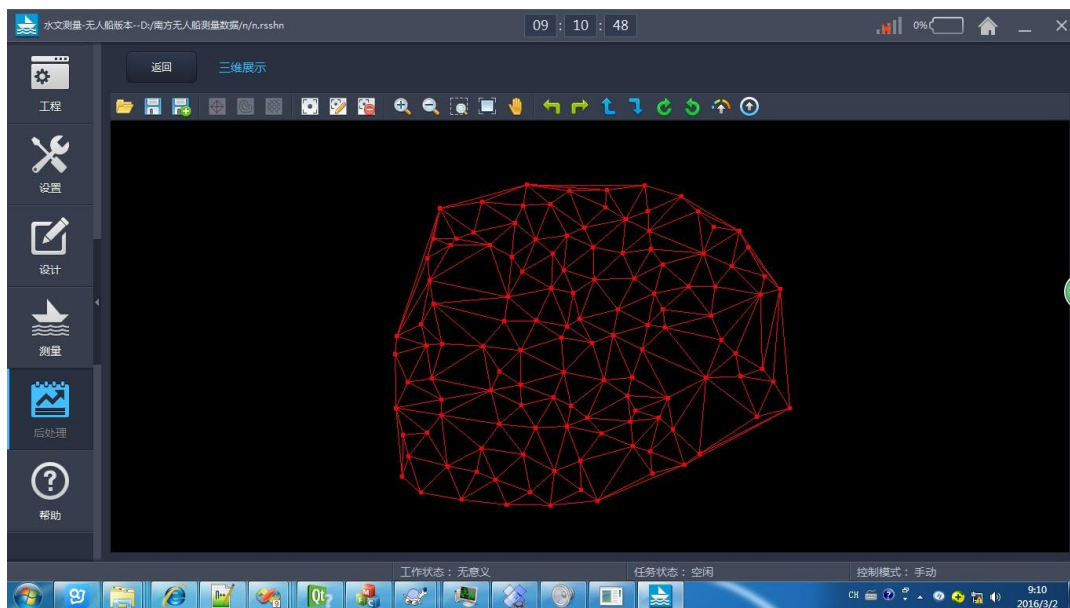 水文测量-无人船版本--D:/南方无人船测量数据/n/n.rsshn
09 : 10 : 48
0%
返回
三维展示
工程
设置
设计
测量
后处理
帮助
工作状态：无意义
任务状态：空闲
控制模式：手动
CH
9:10
2016/3/2